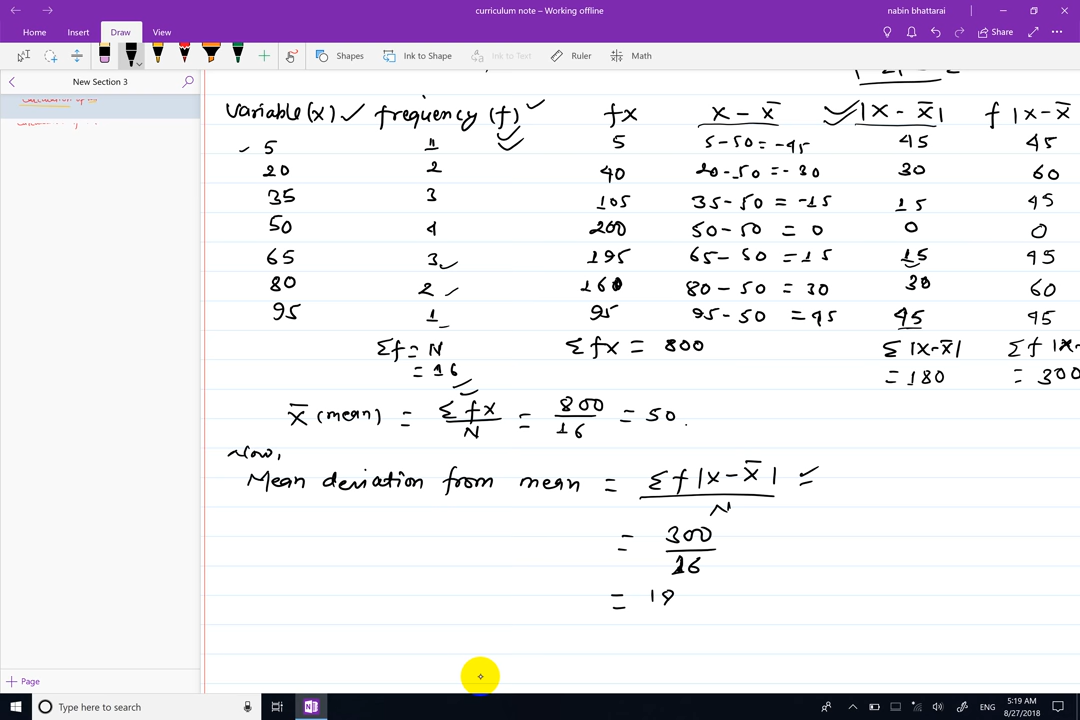 curriculum note – Working offline
nabin bhattarai
Home Insert Draw View
Share
Shapes Ink to Shape Ink to Text Ruler Math
New Section 3
Variable(x) frequency (f) fx x - x̄ |x - x̄| f |x - x̄
5 1 5 5-50=-45 45 45
20 2 40 20-50 =-30 30 60
35 3 105 35-50 = -15 15 45
50 4 200 50-50 = 0 0 0
65 3 195 65-50 =15 15 45
80 2 160 80-50 = 30 30 60
95 1 95 95-50 =45 45 45
Σf = N Σfx = 800 Σ|x-x̄| Σf|x-
= 16 = 180 = 300
x̄ (mean) = Σfx/N = 800/16 = 50.
Now,
Mean deviation from mean = Σf|x-x̄|/N =
= 300/16
= 18
Page
Type here to search
ENG
5:19 AM
8/27/2018